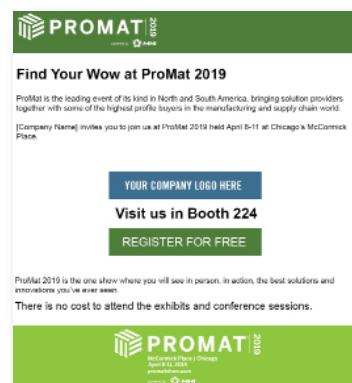 PROMAT 2019
MHI
Find Your Wow at ProMat 2019
ProMat is the leading event of its kind in North and South America, bringing solution providers
together with some of the highest profile buyers in the manufacturing and supply chain world.
[Company Name] invites you to join us at ProMat 2019 held April 8-11 at Chicago's McCormick
Place.
YOUR COMPANY LOGO HERE
Visit us in Booth 224
REGISTER FOR FREE
ProMat 2019 is the one show where you will see in person, in action, the best solutions and
innovations you've ever seen.
There is no cost to attend the exhibits and conference sessions.
PROMAT 2019
McCormick Place | Chicago
April 8-11, 2019
promatshow.com
MHI